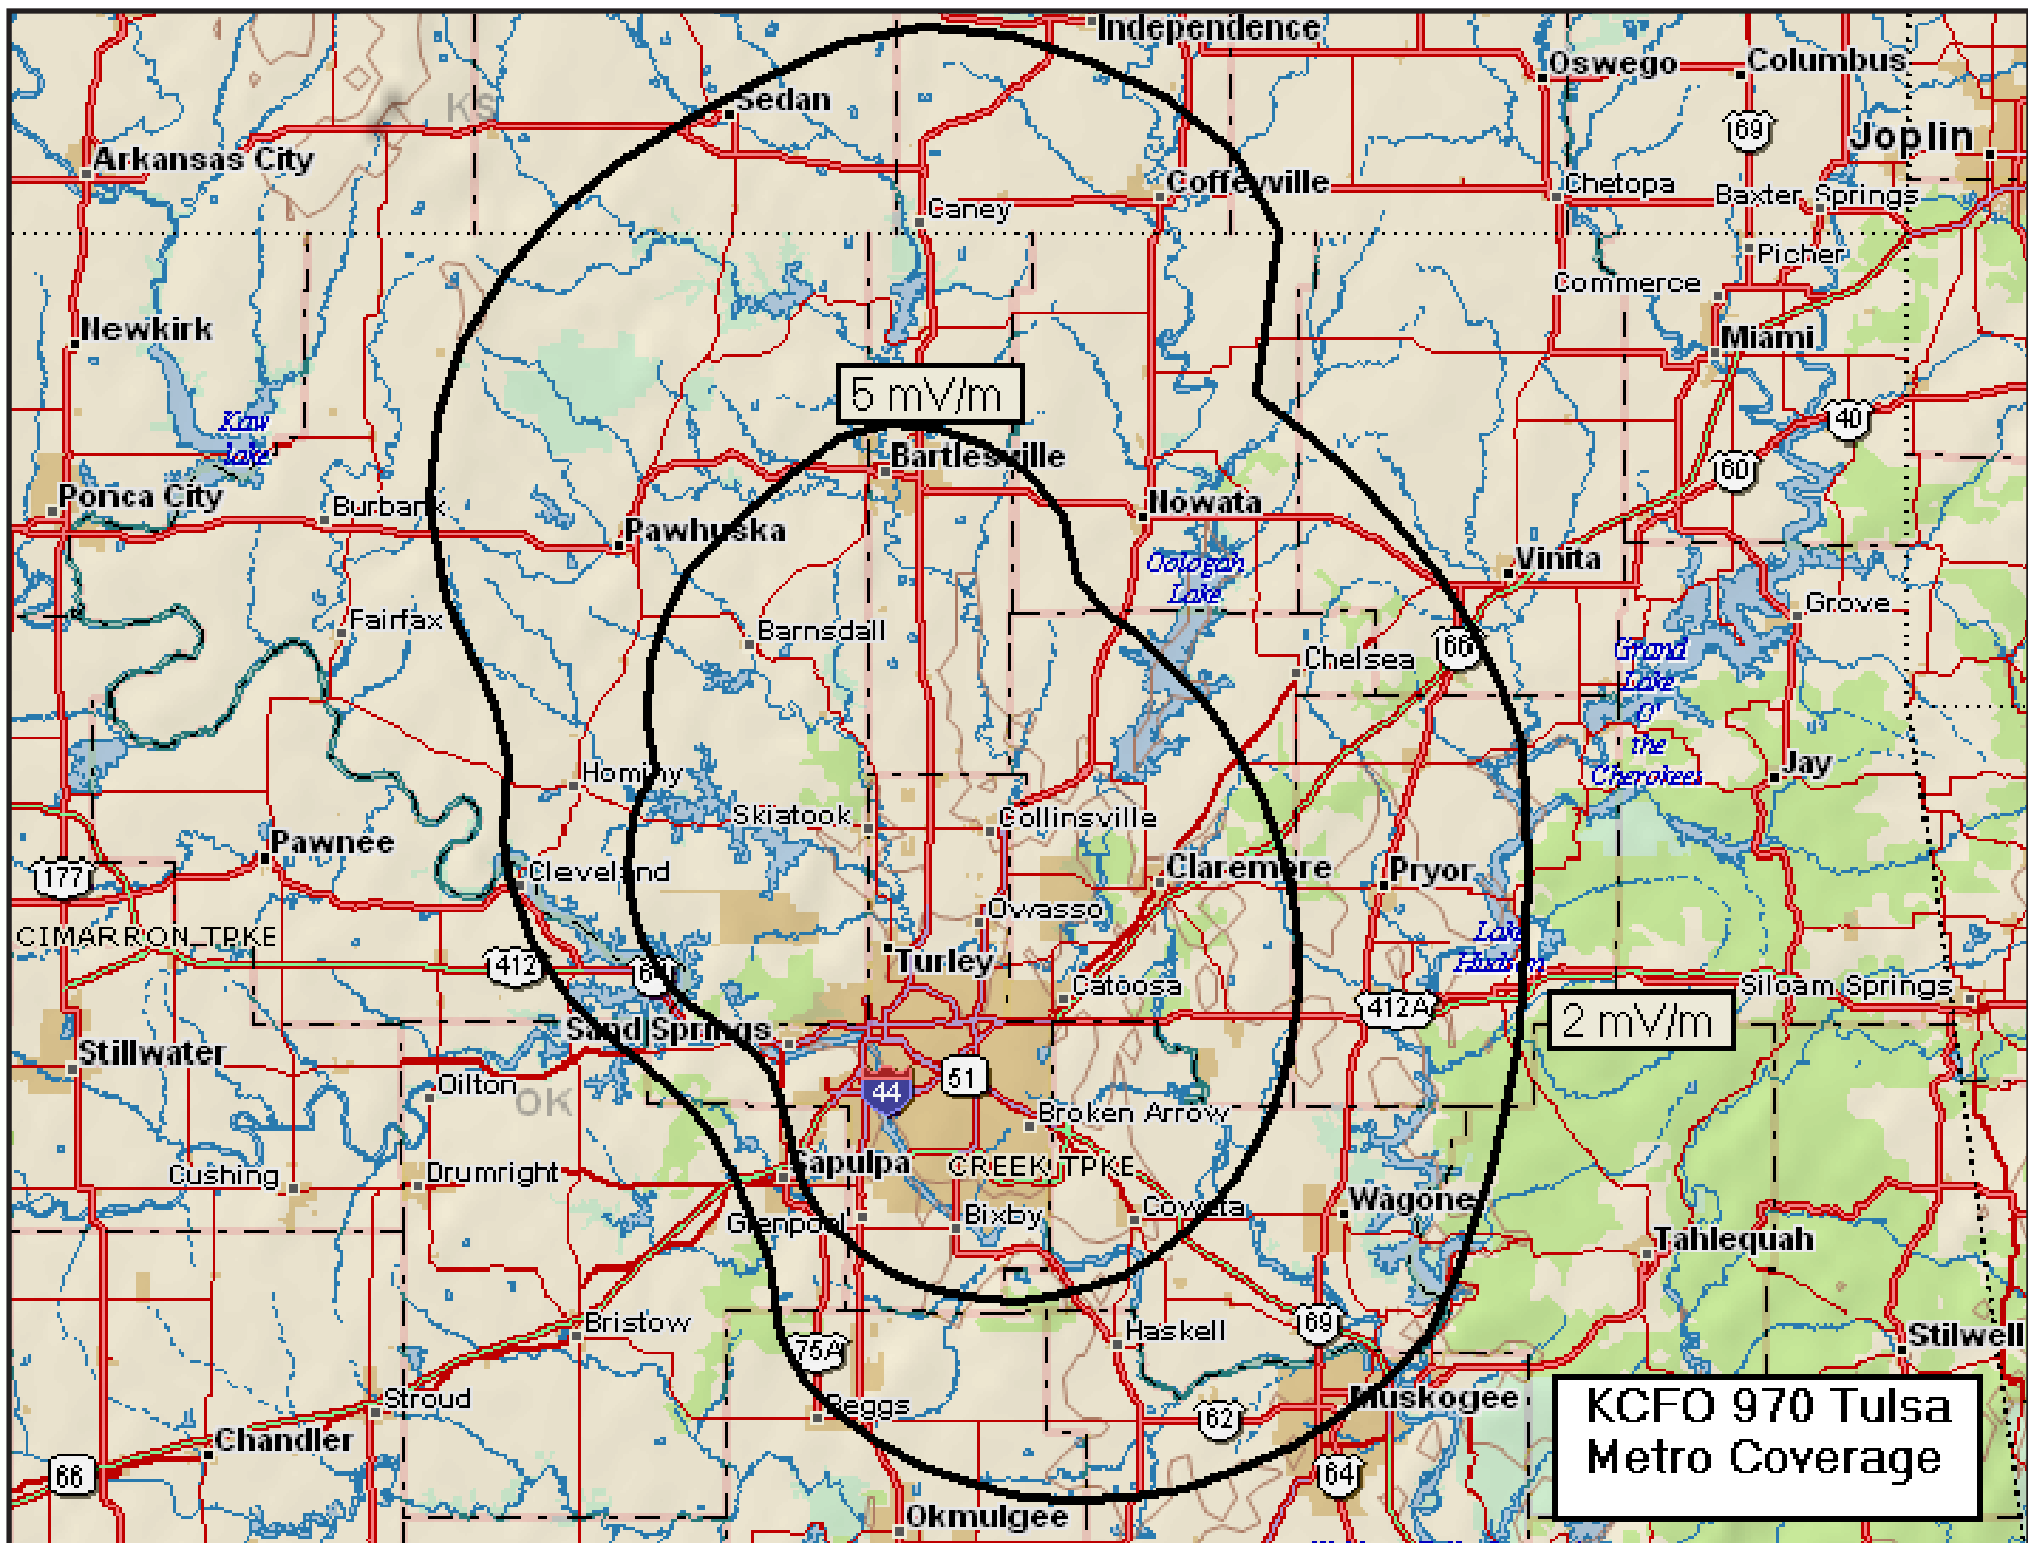 Independence
Oswego
Columbus
Sedan
KS
69
Joplin
Arkansas City
Coffeyville
Chetopa
Baxter Springs
Caney
Picher
Commerce
Newkirk
Miami
5 mV/m
40
Kaw
Lake
Bartlesville
60
Ponca City
Burbank
Nowata
Pawhuska
Vinita
Oologah
Lake
Grove
Fairfax
Barnsdall
66
Chelsea
Grand
Lake
O'
the
Cherokees
Jay
Hominy
Skiatook
Collinsville
Pawnee
177
Cleveland
Claremore
Pryor
Owasso
CIMARRON TPKE
Lake
Hudson
Turley
412
64
Catoosa
Siloam Springs
412A
2 mV/m
Sand Springs
Stillwater
51
44
Oilton
OK
Broken Arrow
Sapulpa
CREEK TPKE
Cushing
Drumright
Wagoner
Coweta
Bixby
Glenpool
Tahlequah
Bristow
69
Haskell
Stilwell
75A
Stroud
Beggs
Muskogee
62
KCFO 970 Tulsa
Metro Coverage
Chandler
66
64
Okmulgee